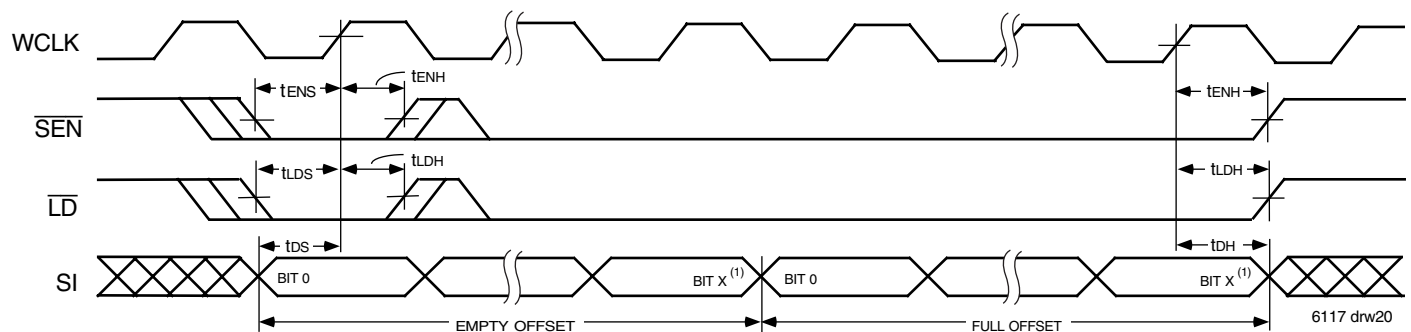 WCLK
tENS
tENH
tENH
SEN
tLDS
tLDH
tLDH
LD
tDS
tDH
SI
BIT 0
BIT X (1)
BIT 0
BIT X (1)
EMPTY OFFSET
FULL OFFSET
6117 drw20